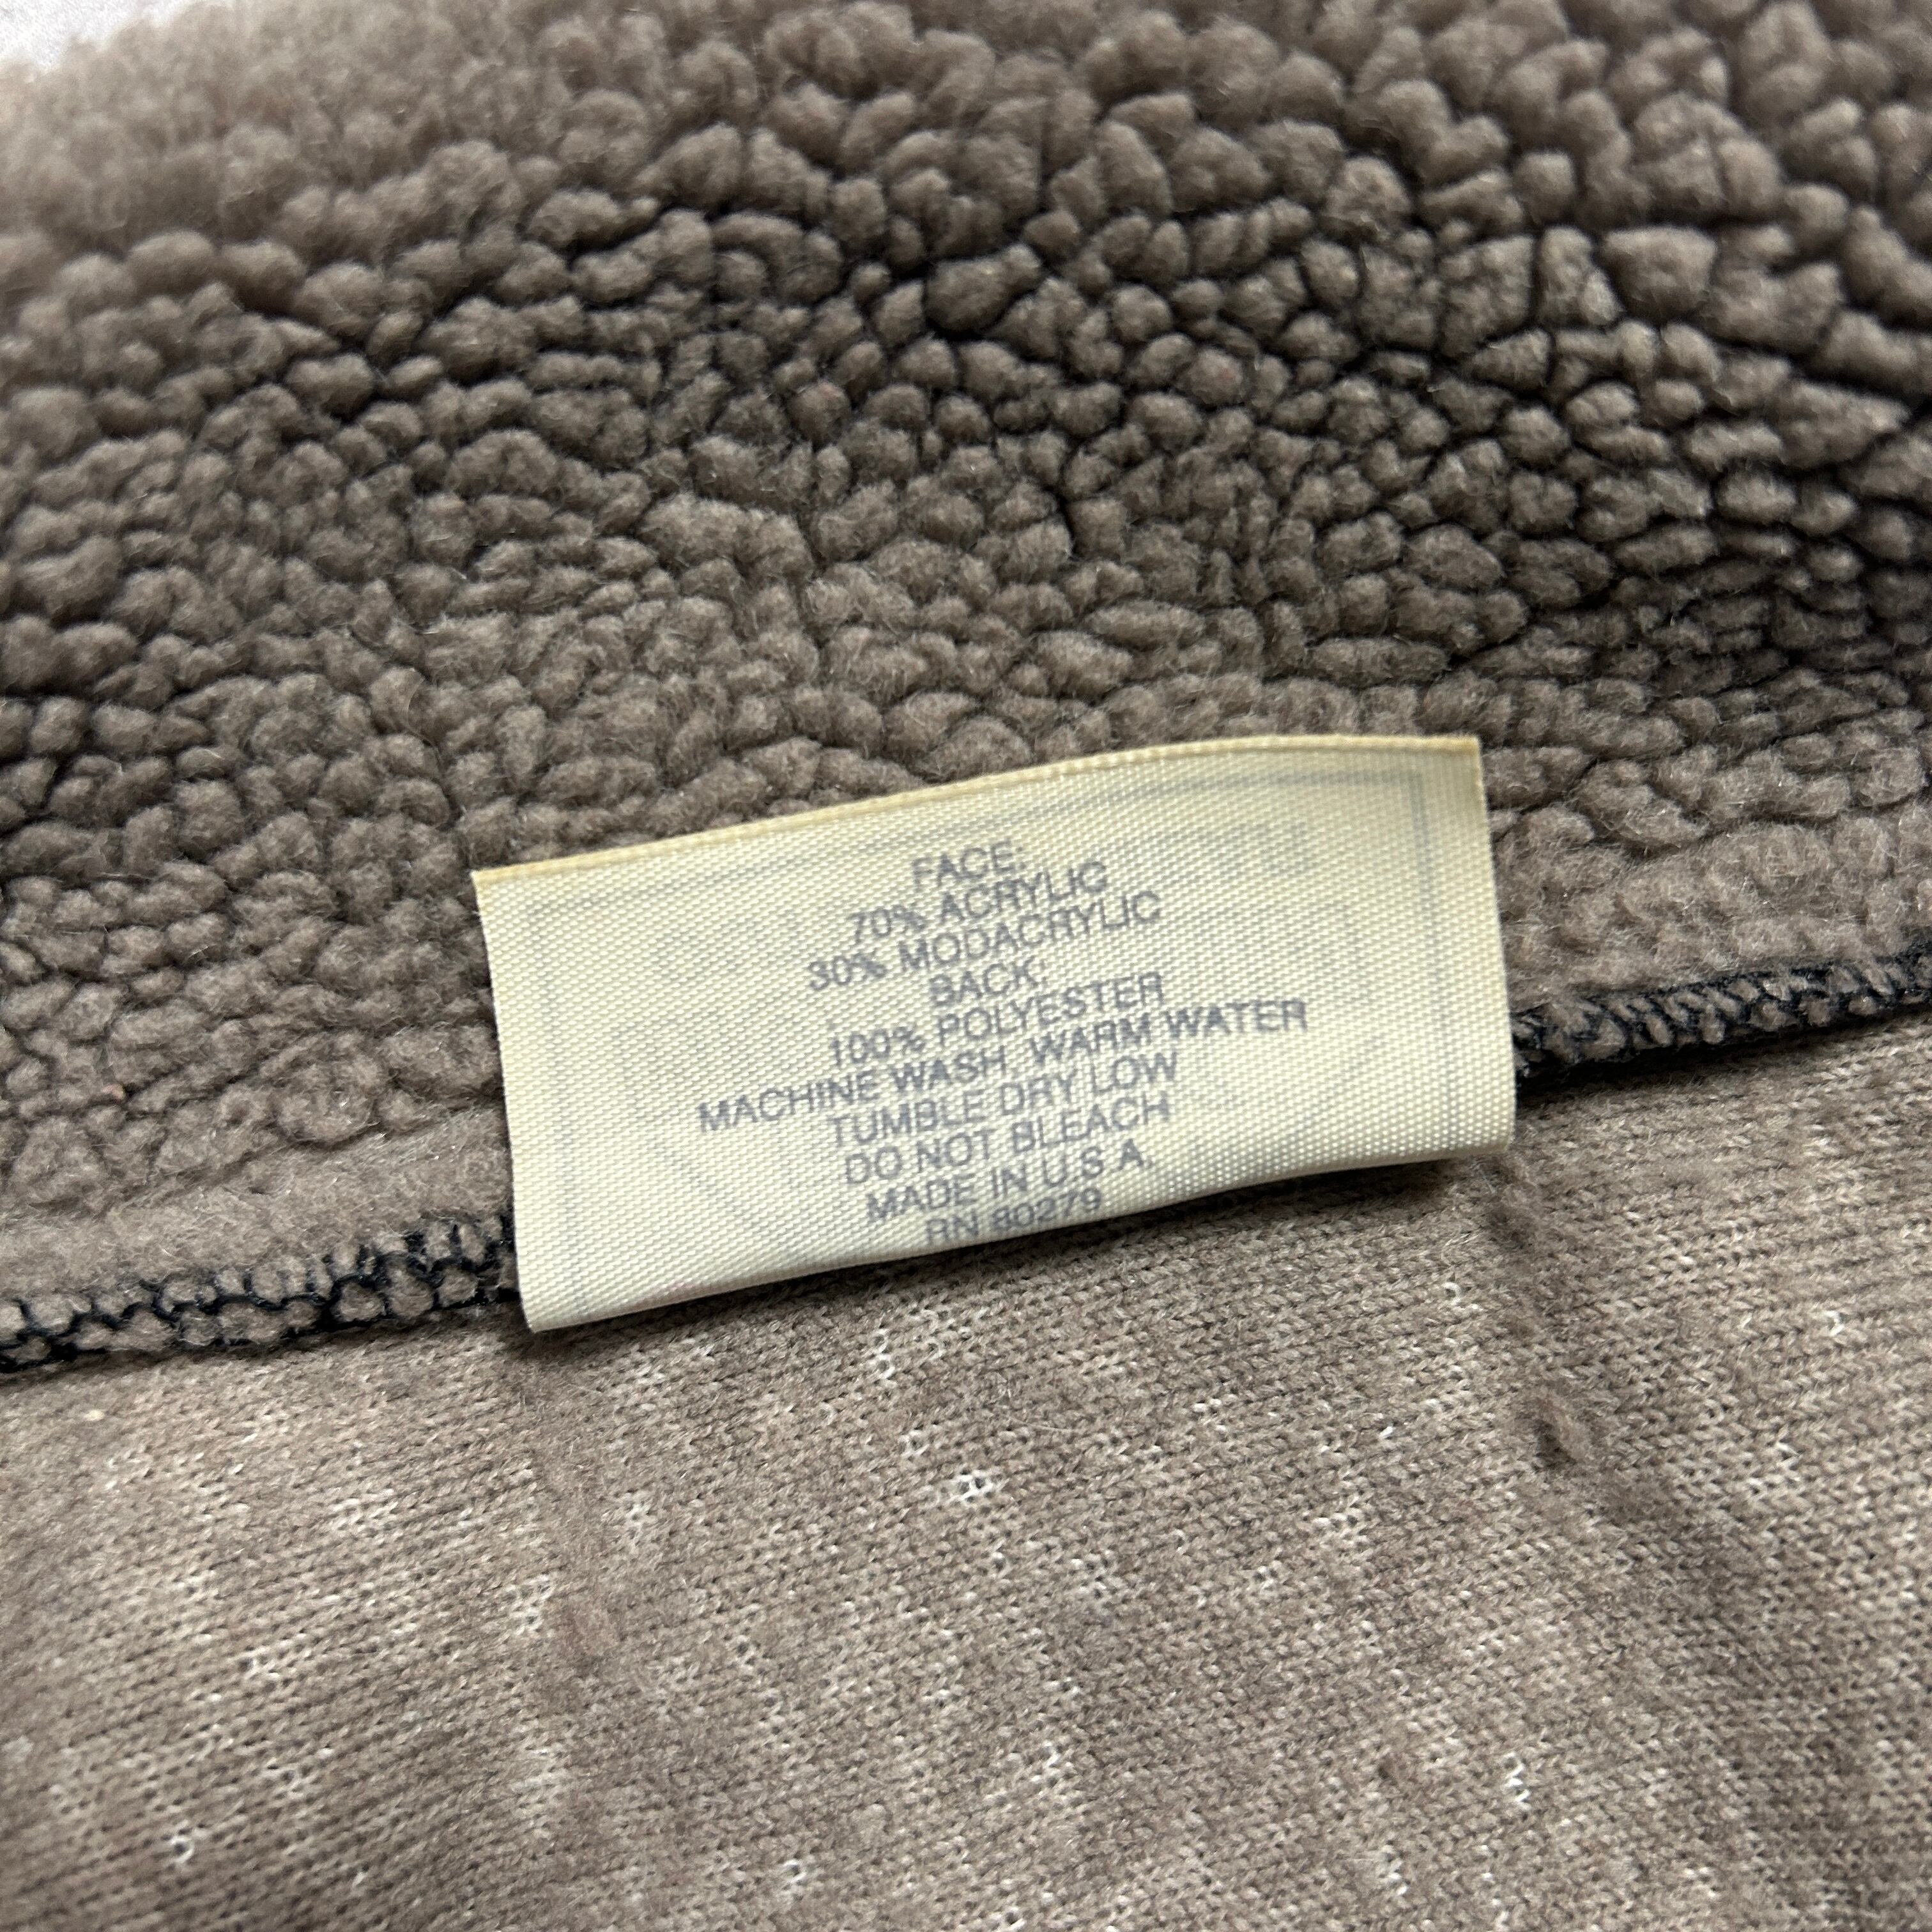 FACE:
70% ACRYLIC
30% MODACRYLIC
BACK:
100% POLYESTER
MACHINE WASH, WARM WATER
TUMBLE DRY LOW
DO NOT BLEACH
MADE IN U.S.A.
RN 80279